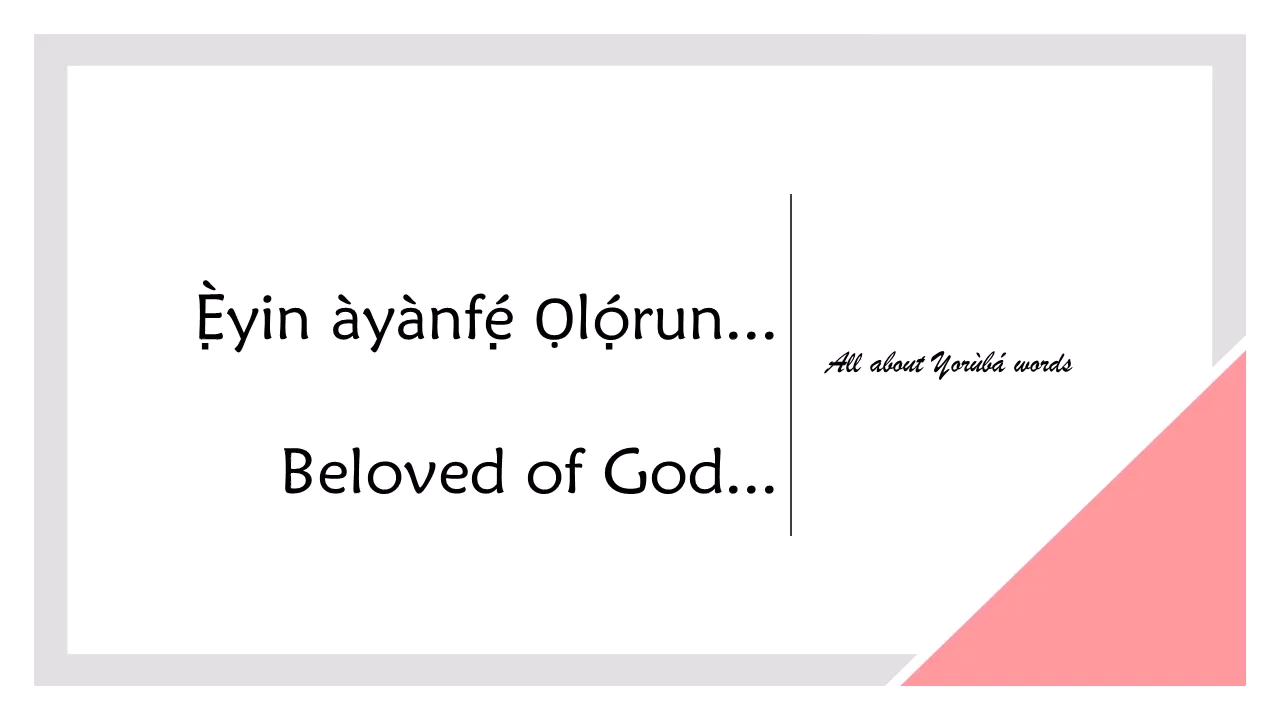 Ẹ̀yin àyànfẹ́ Ọlọ́run...
Beloved of God...
All about Yorùbá words